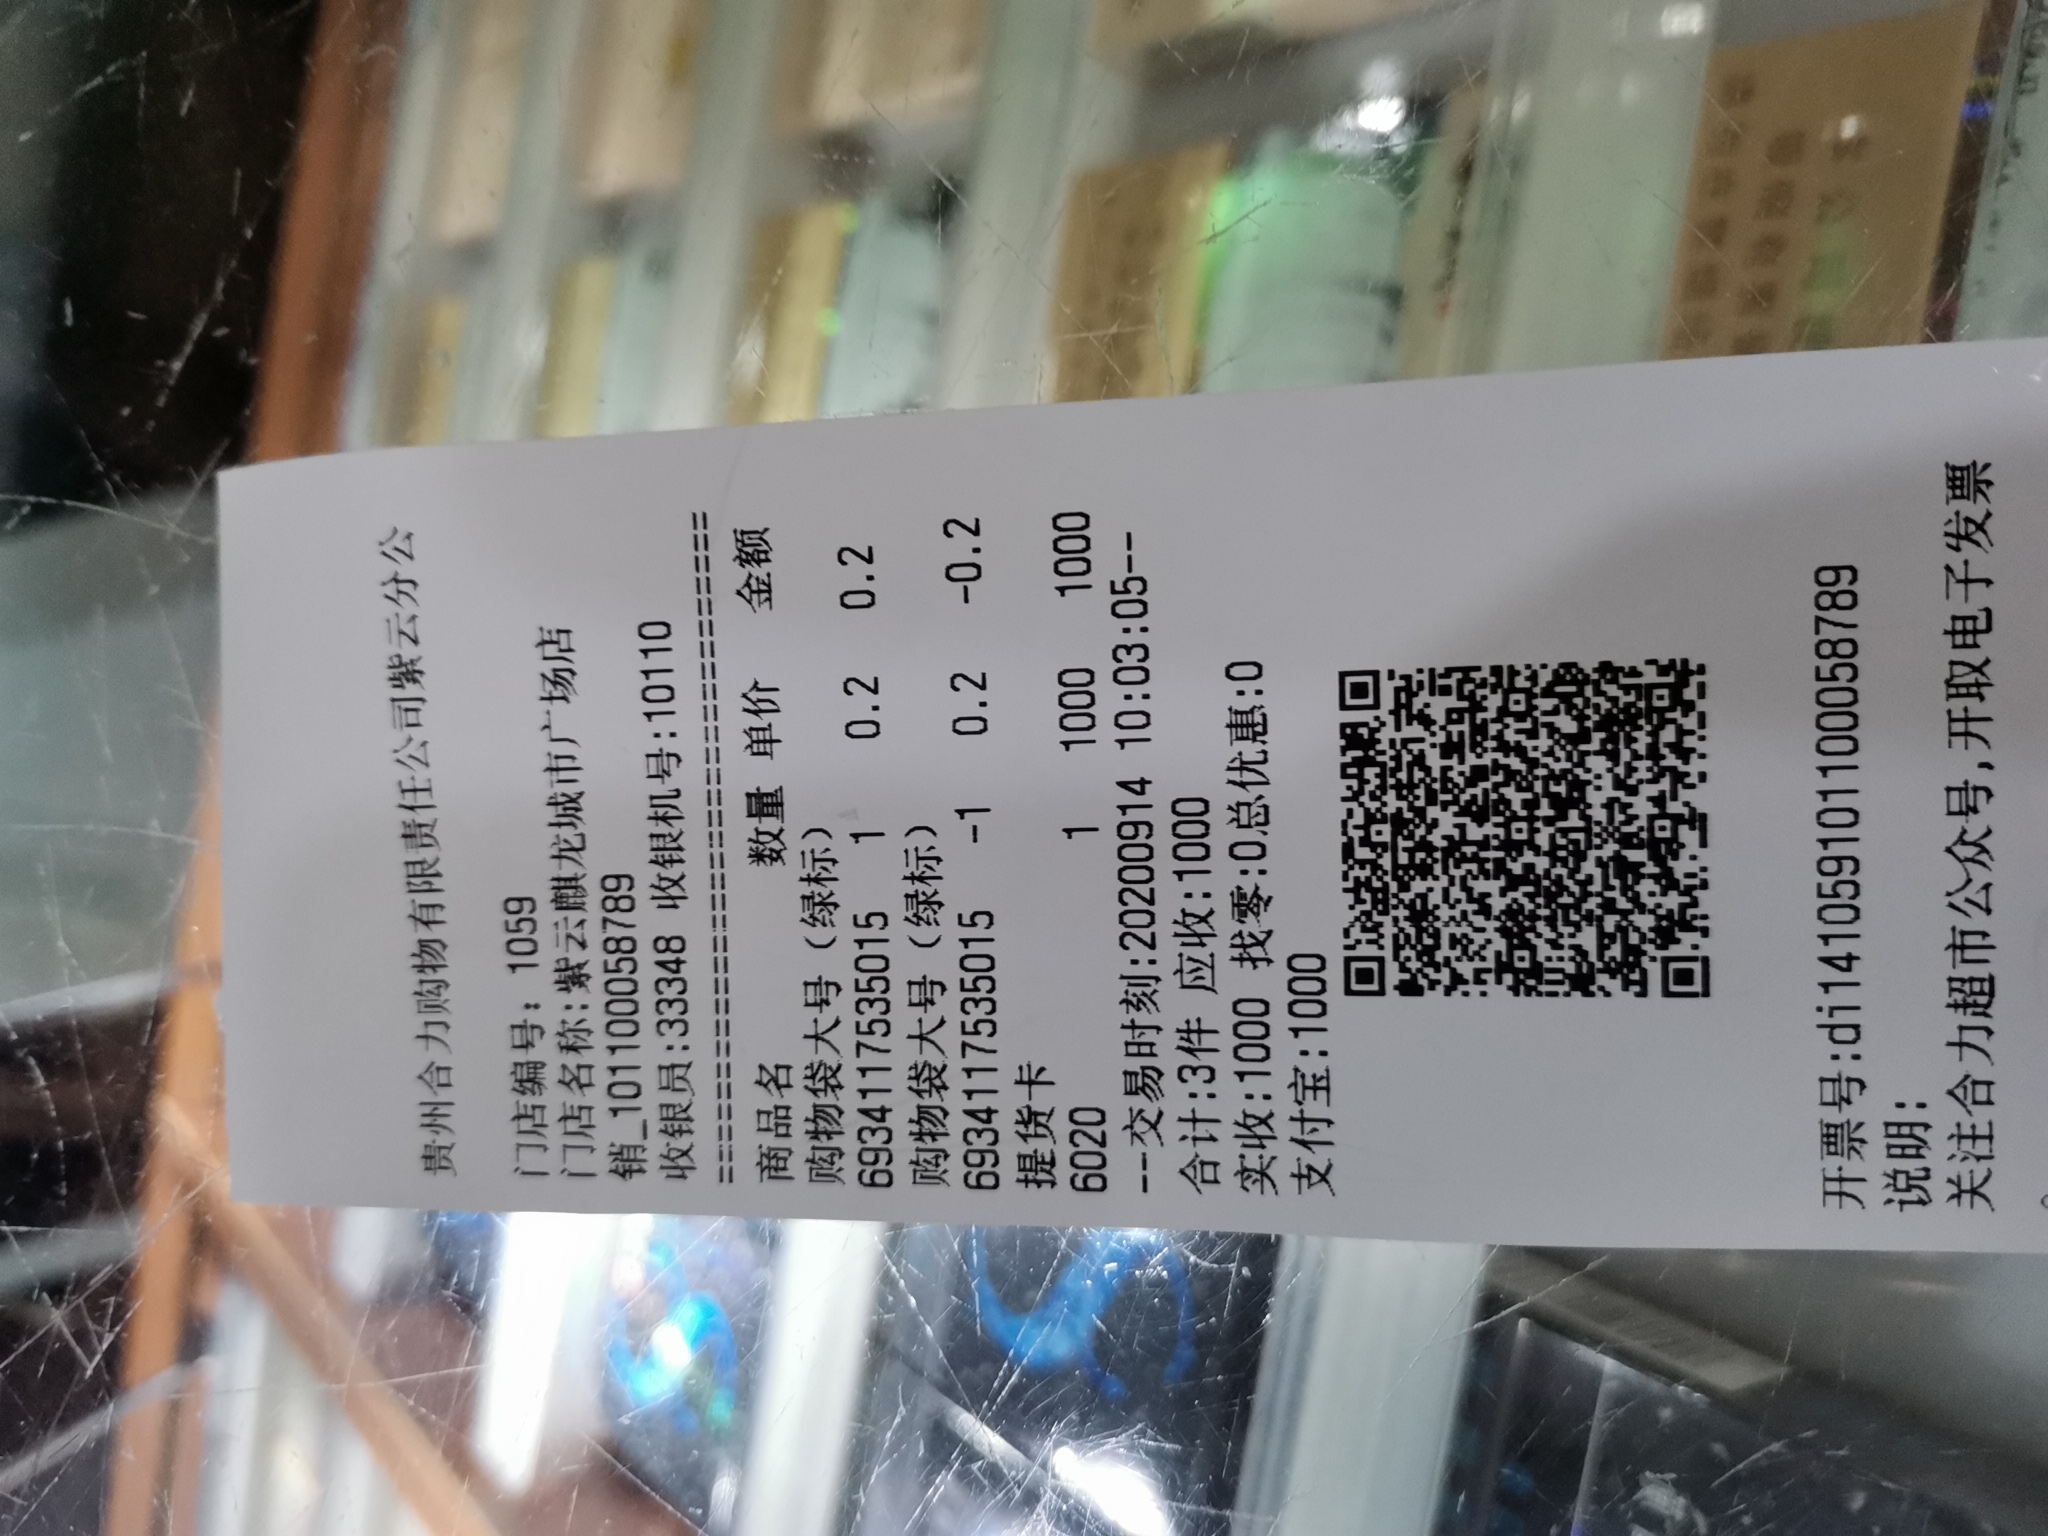 贵州合力购物有限责任公司紫云分公
门店编号: 1059
门店名称:紫云麒龙城市广场店
销_101100058789
收银员:33348 收银机号:10110
========================================
商品名 数量 单价 金额
购物袋大号(绿标)
6934117535015 1 0.2 0.2
购物袋大号(绿标)
6934117535015 -1 0.2 -0.2
提货卡
6020 1 1000 1000
--交易时刻:20200914 10:03:05--
合计:3件 应收:1000
实收:1000 找零:0总优惠:0
支付宝:1000
开票号:di1410591011000058789
说明:
关注合力超市公众号,开取电子发票